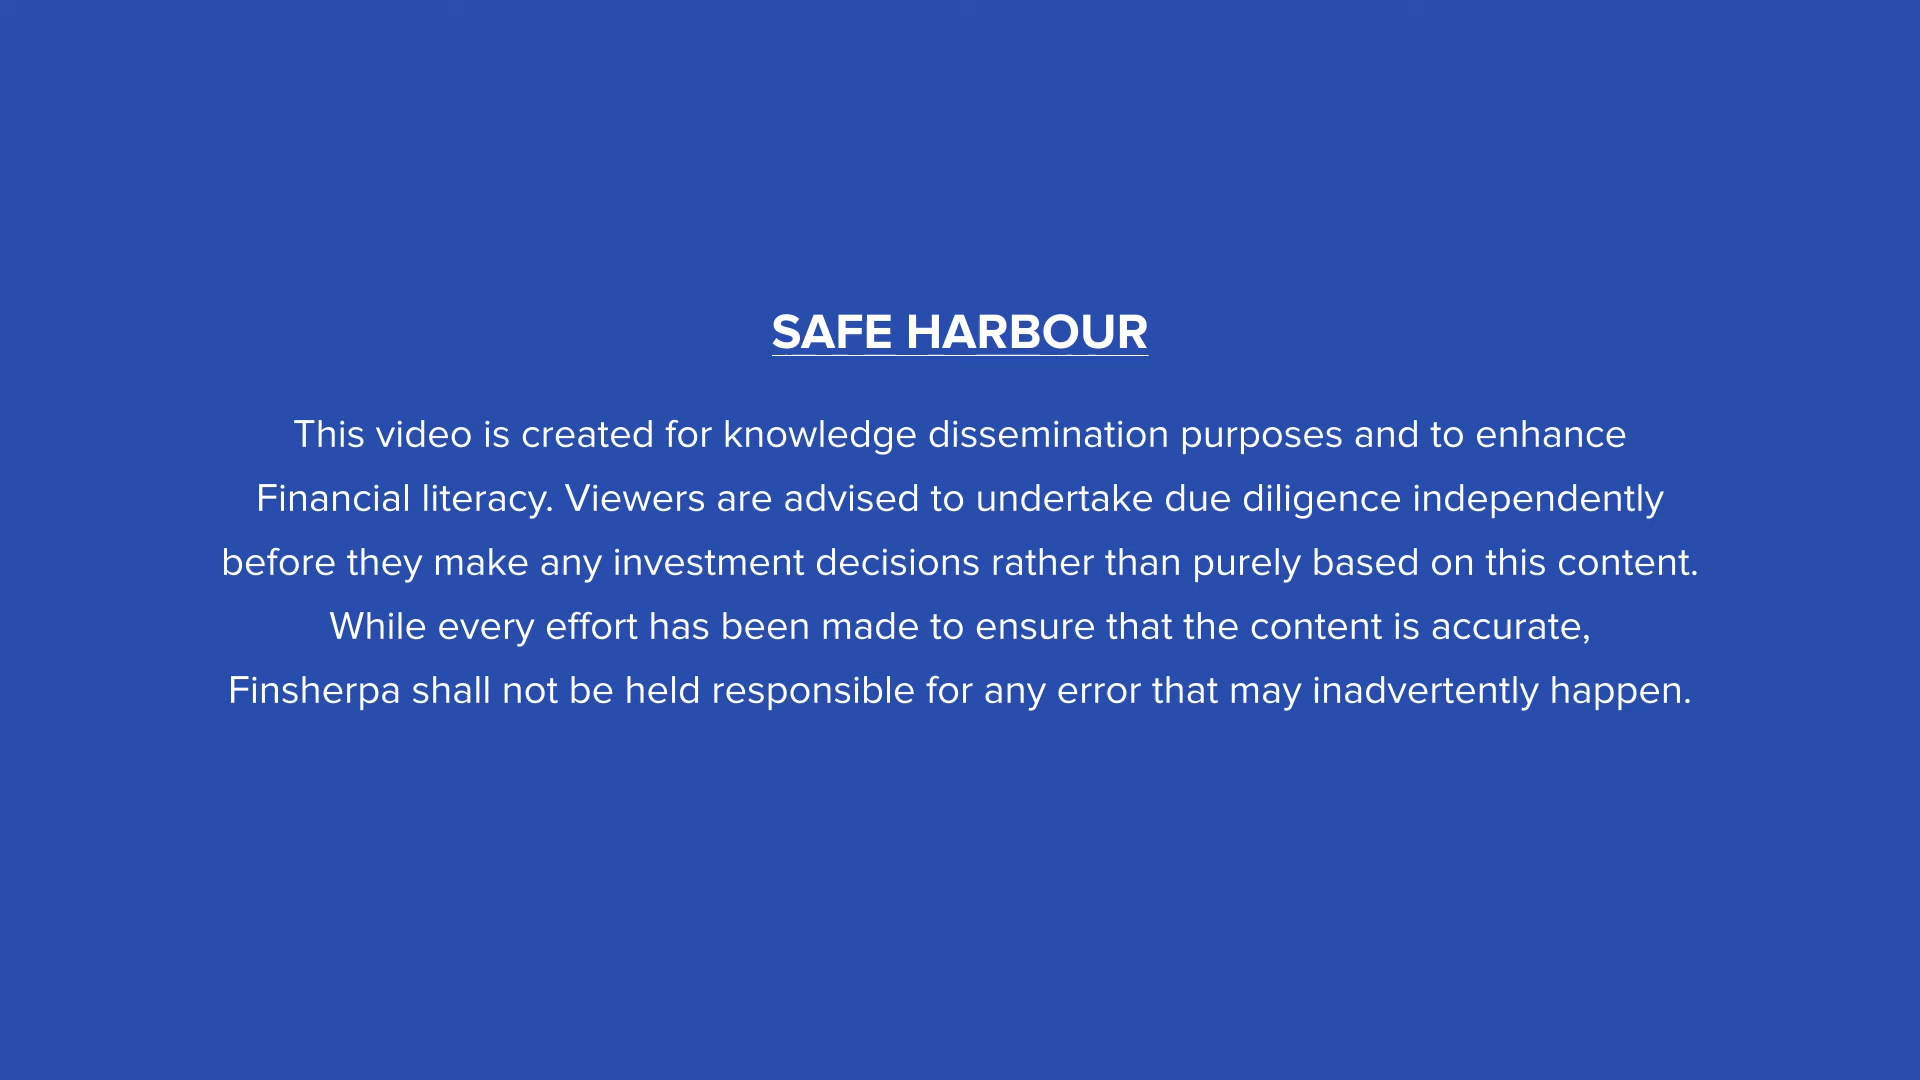 SAFE HARBOUR
This video is created for knowledge dissemination purposes and to enhance
Financial literacy. Viewers are advised to undertake due diligence independently
before they make any investment decisions rather than purely based on this content.
While every effort has been made to ensure that the content is accurate,
Finsherpa shall not be held responsible for any error that may inadvertently happen.